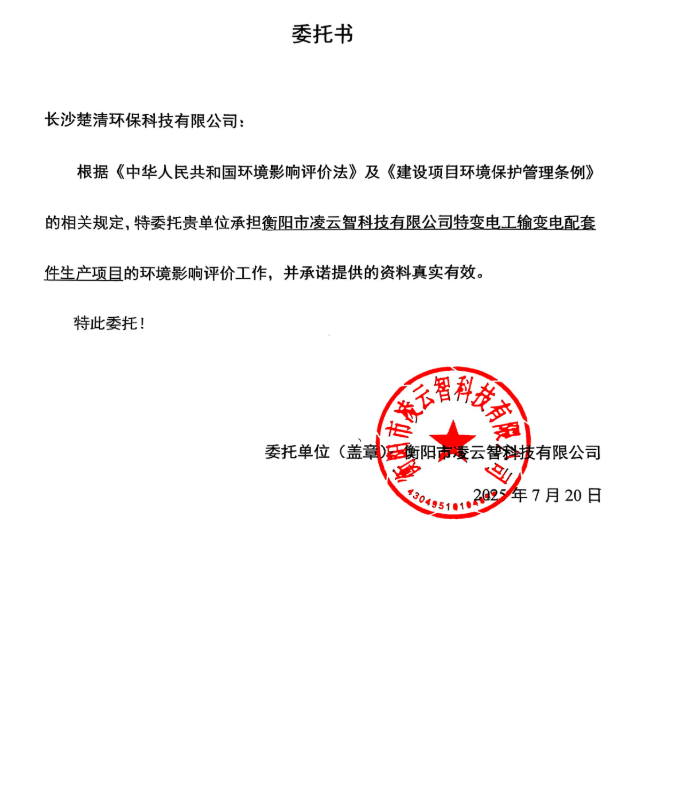 委托书
长沙楚清环保科技有限公司：
根据《中华人民共和国环境影响评价法》及《建设项目环境保护管理条例》
的相关规定，特委托贵单位承担衡阳市凌云智科技有限公司特变电工输变电配套
件生产项目的环境影响评价工作，并承诺提供的资料真实有效。
特此委托！
衡阳市凌云智科技有限公司
委托单位（盖章）：衡阳市凌云智科技有限公司
2025 年 7 月 20 日